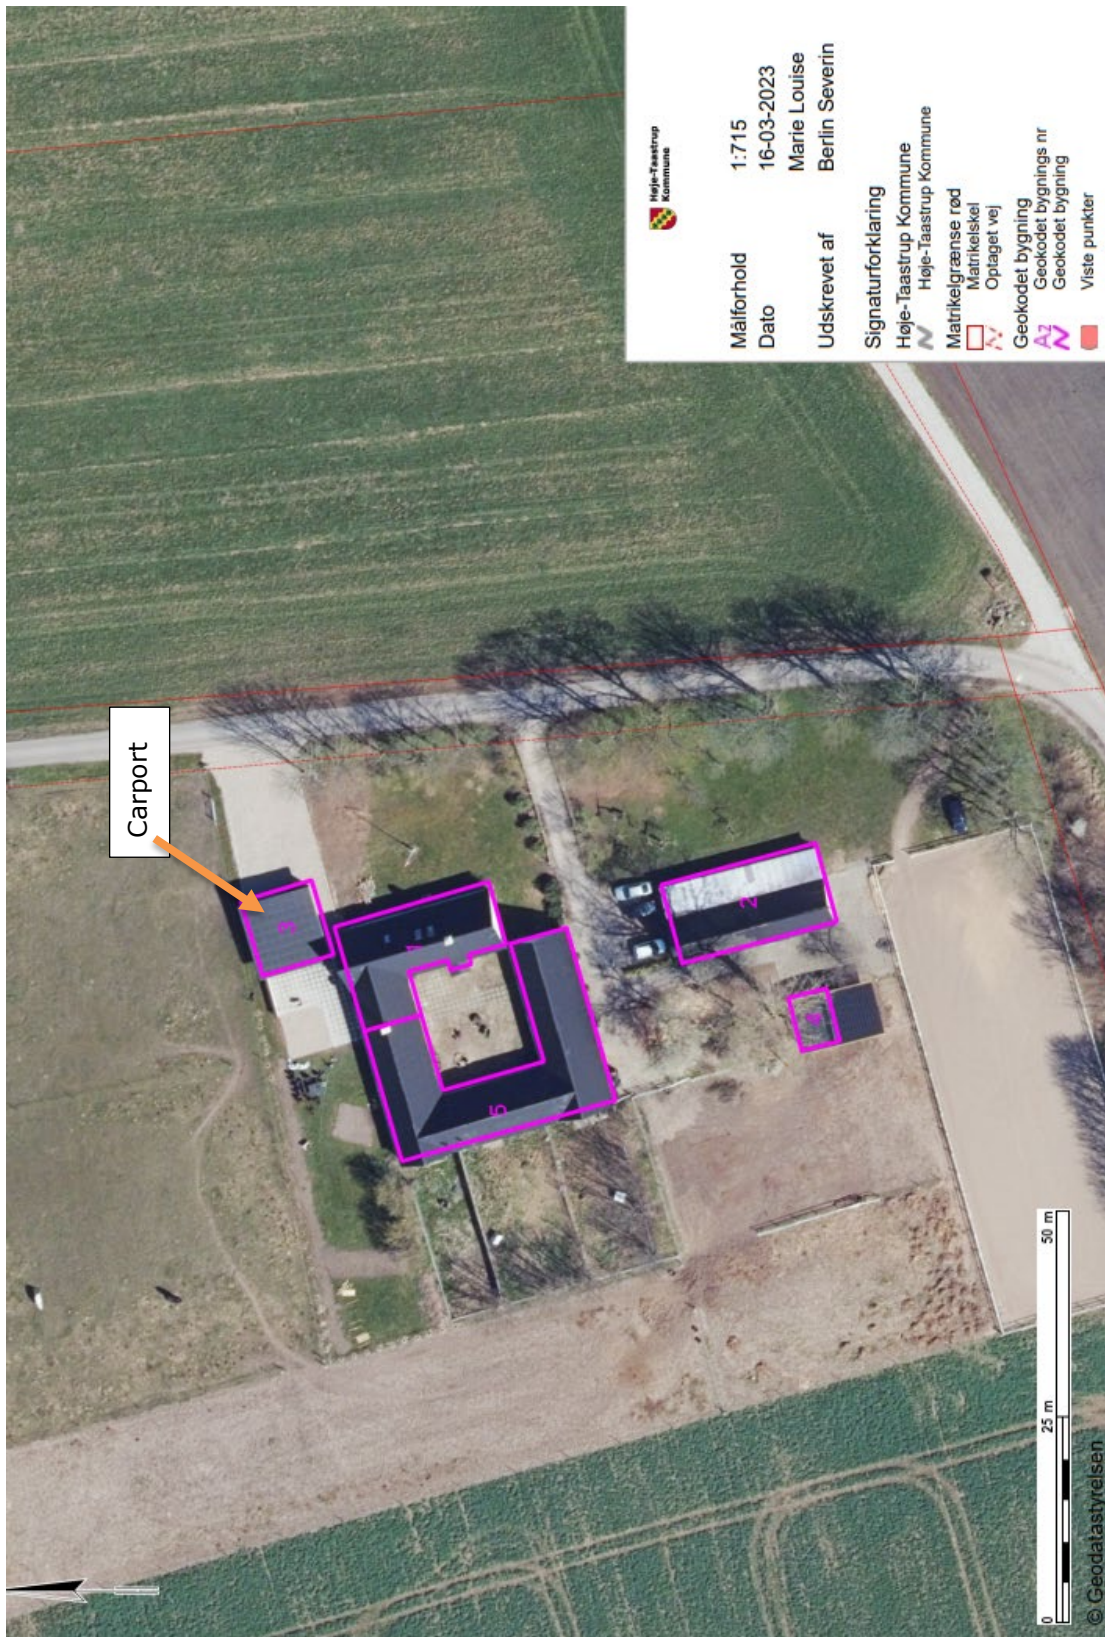 Carport
3
1
5
2
4
Høje-Taastrup
Kommune
Målforhold 1:715
Dato 16-03-2023
Udskrevet af Marie Louise
Berlin Severin
Signaturforklaring
Høje-Taastrup Kommune
Høje-Taastrup Kommune
Matrikelgrænse rød
Matrikelskel
Optaget vej
Geokodet bygning
AZ Geokodet bygnings nr
Geokodet bygning
Viste punkter
0 25 m 50 m
© Geodatastyrelsen